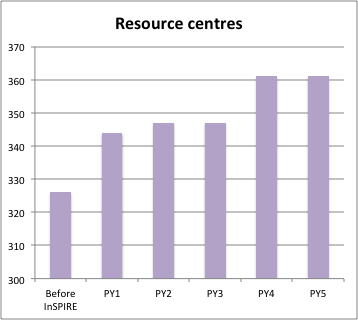 Resource centres
370
360
350
340
330
320
310
300
Before InSPIRE
PY1
PY2
PY3
PY4
PY5